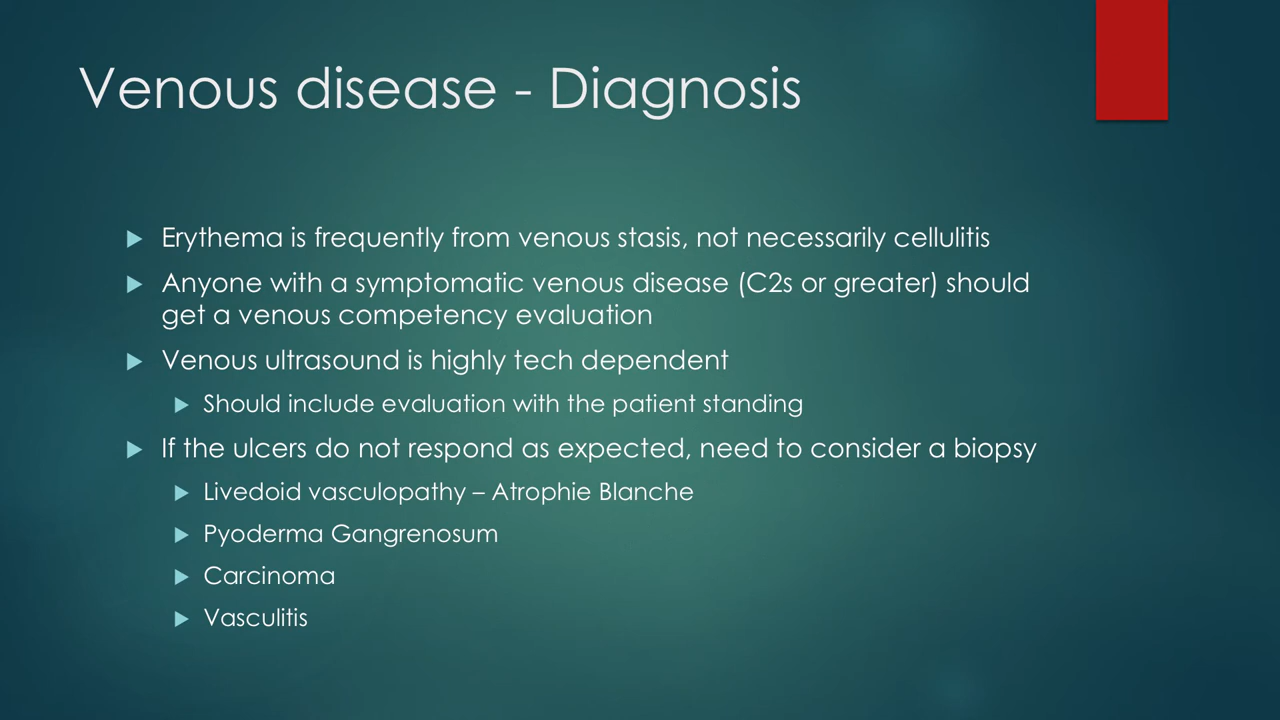 Venous disease - Diagnosis
Erythema is frequently from venous stasis, not necessarily cellulitis
Anyone with a symptomatic venous disease (C2s or greater) should
get a venous competency evaluation
Venous ultrasound is highly tech dependent
Should include evaluation with the patient standing
If the ulcers do not respond as expected, need to consider a biopsy
Livedoid vasculopathy – Atrophie Blanche
Pyoderma Gangrenosum
Carcinoma
Vasculitis